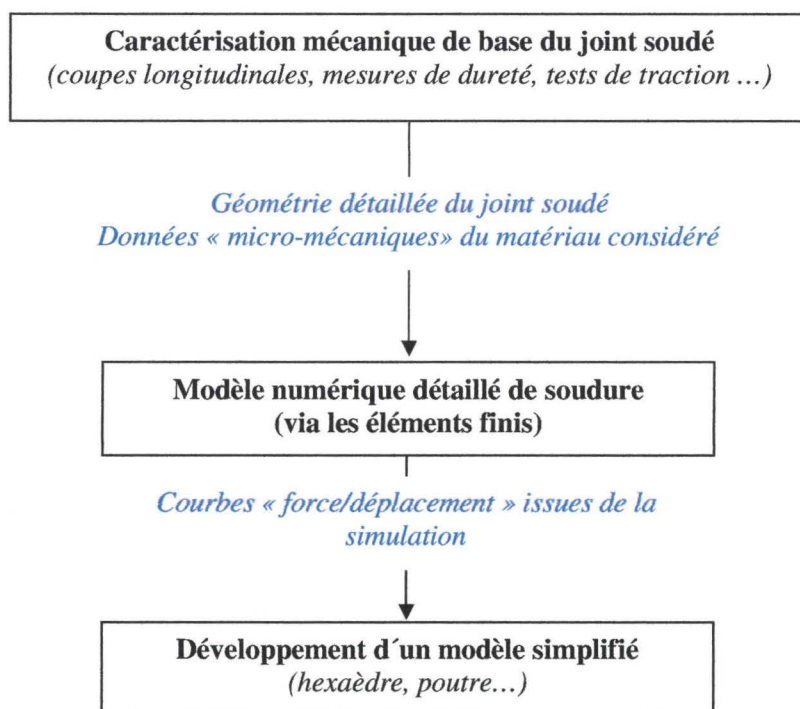 Caractérisation mécanique de base du joint soudé
(coupes longitudinales, mesures de dureté, tests de traction …)
Géométrie détaillée du joint soudé
Données « micro-mécaniques» du matériau considéré
Modèle numérique détaillé de soudure
(via les éléments finis)
Courbes « force/déplacement » issues de la
simulation
Développement d´un modèle simplifié
(hexaèdre, poutre…)